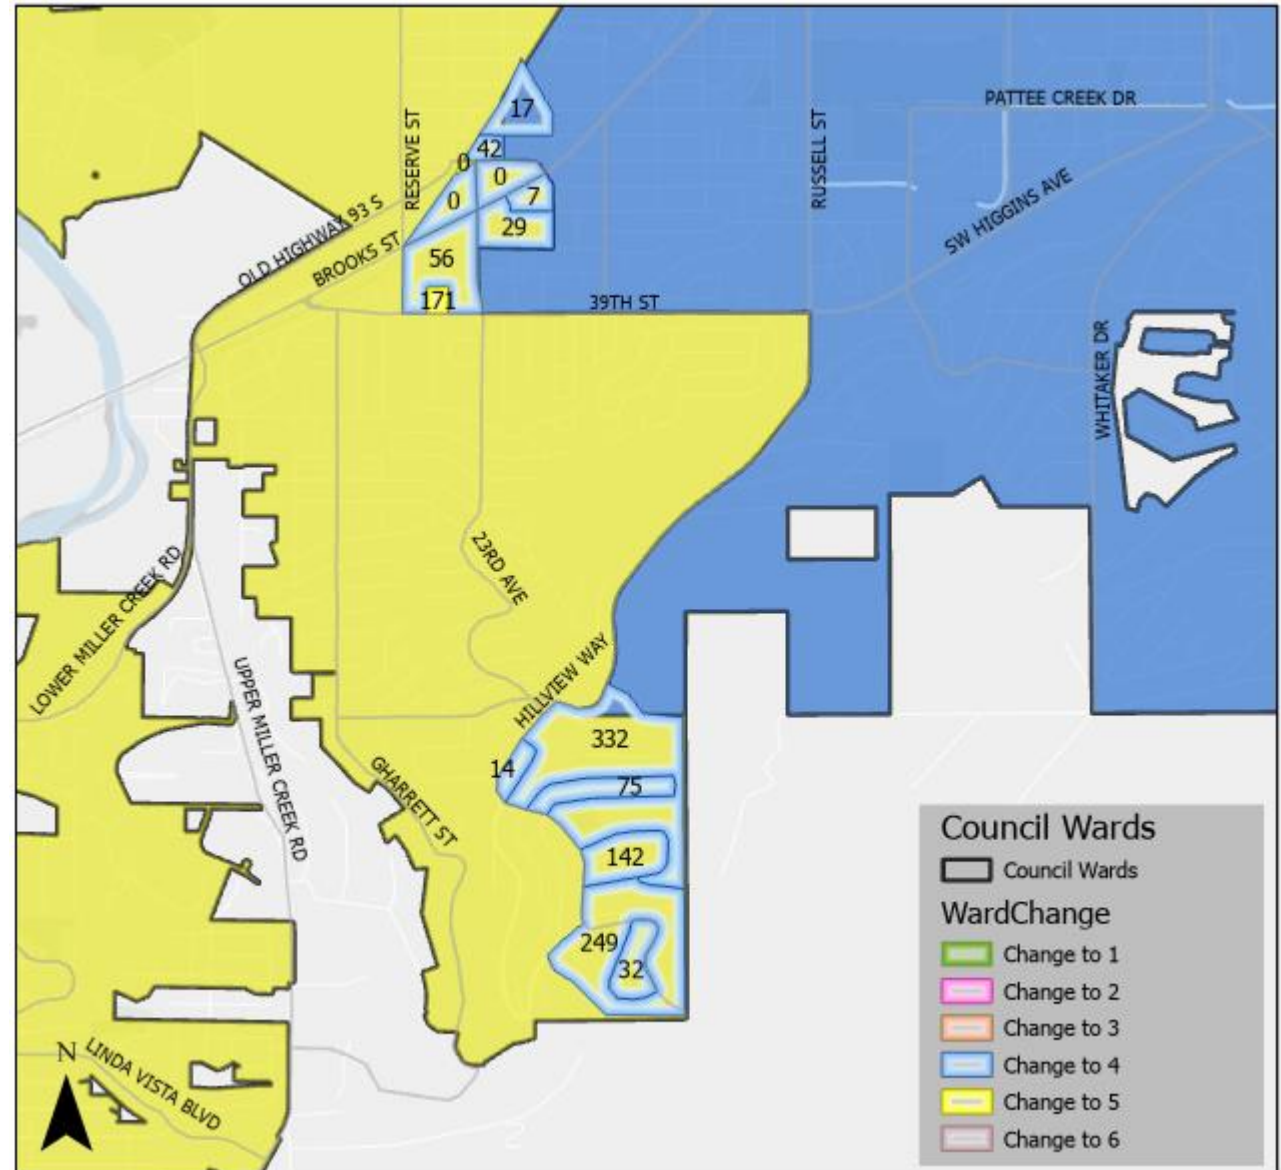 PATTEE CREEK DR
17
RESERVE ST
RUSSELL ST
42
0
0
7
0
SW HIGGINS AVE
29
OLD HIGHWAY 93 S
BROOKS ST
56
171
39TH ST
WHITAKER DR
23RD AVE
LOWER MILLER CREEK RD
HILLVIEW WAY
UPPER MILLER CREEK RD
332
14
75
GHARRETT ST
142
249
32
N
LINDA VISTA BLVD
Council Wards
Council Wards
WardChange
Change to 1
Change to 2
Change to 3
Change to 4
Change to 5
Change to 6